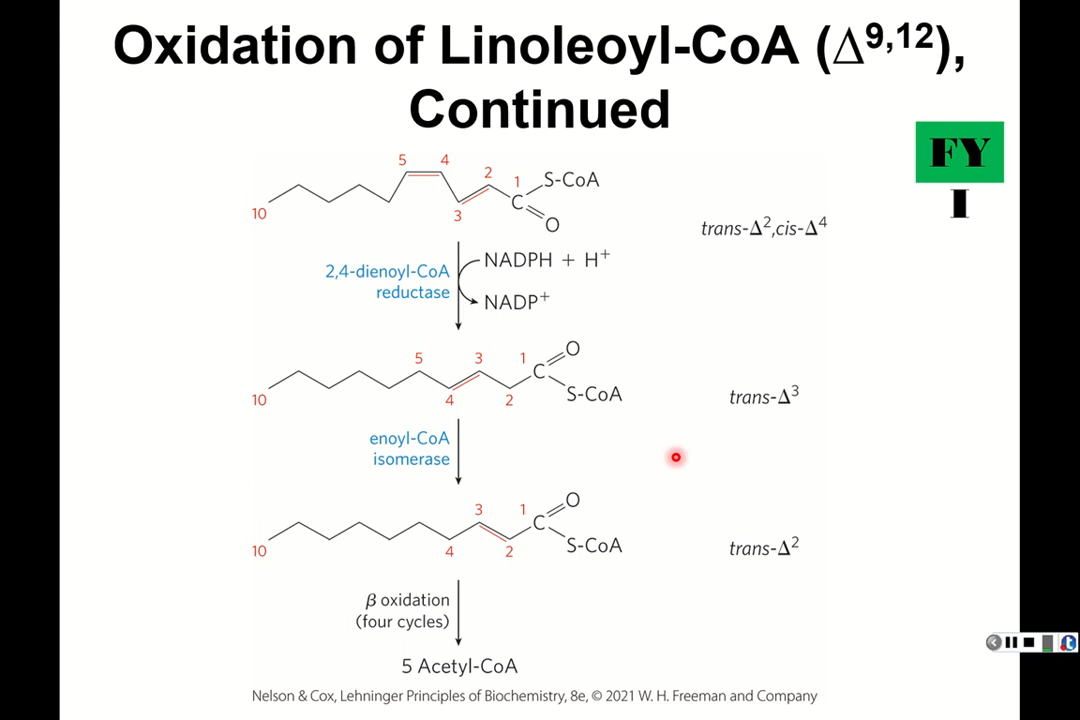 Oxidation of Linoleoyl-CoA (Δ⁹,¹²),
Continued
FY
I
5 4
2
1 S-CoA
C
10
3
O
trans-Δ²,cis-Δ⁴
2,4-dienoyl-CoA
reductase
NADPH + H⁺
NADP⁺
5 3 1 O
C
10 4 2 S-CoA
trans-Δ³
enoyl-CoA
isomerase
3 1 O
C
10 4 2 S-CoA
trans-Δ²
β oxidation
(four cycles)
5 Acetyl-CoA
Nelson & Cox, Lehninger Principles of Biochemistry, 8e, © 2021 W. H. Freeman and Company